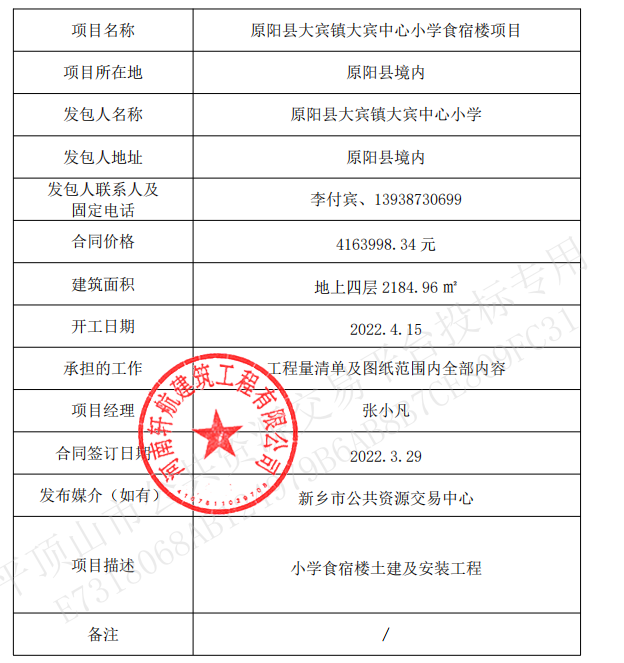 项目名称 原阳县大宾镇大宾中心小学食宿楼项目
项目所在地 原阳县境内
发包人名称 原阳县大宾镇大宾中心小学
发包人地址 原阳县境内
发包人联系人及
固定电话 李付宾、13938730699
合同价格 4163998.34 元
建筑面积 地上四层 2184.96 ㎡
开工日期 2022.4.15
承担的工作 工程量清单及图纸范围内全部内容
项目经理 张小凡
合同签订日期 2022.3.29
发布媒介（如有） 新乡市公共资源交易中心
项目描述 小学食宿楼土建及安装工程
备注 /
河南轩航建筑工程有限公司
平顶山市公共资源交易平台投标专用